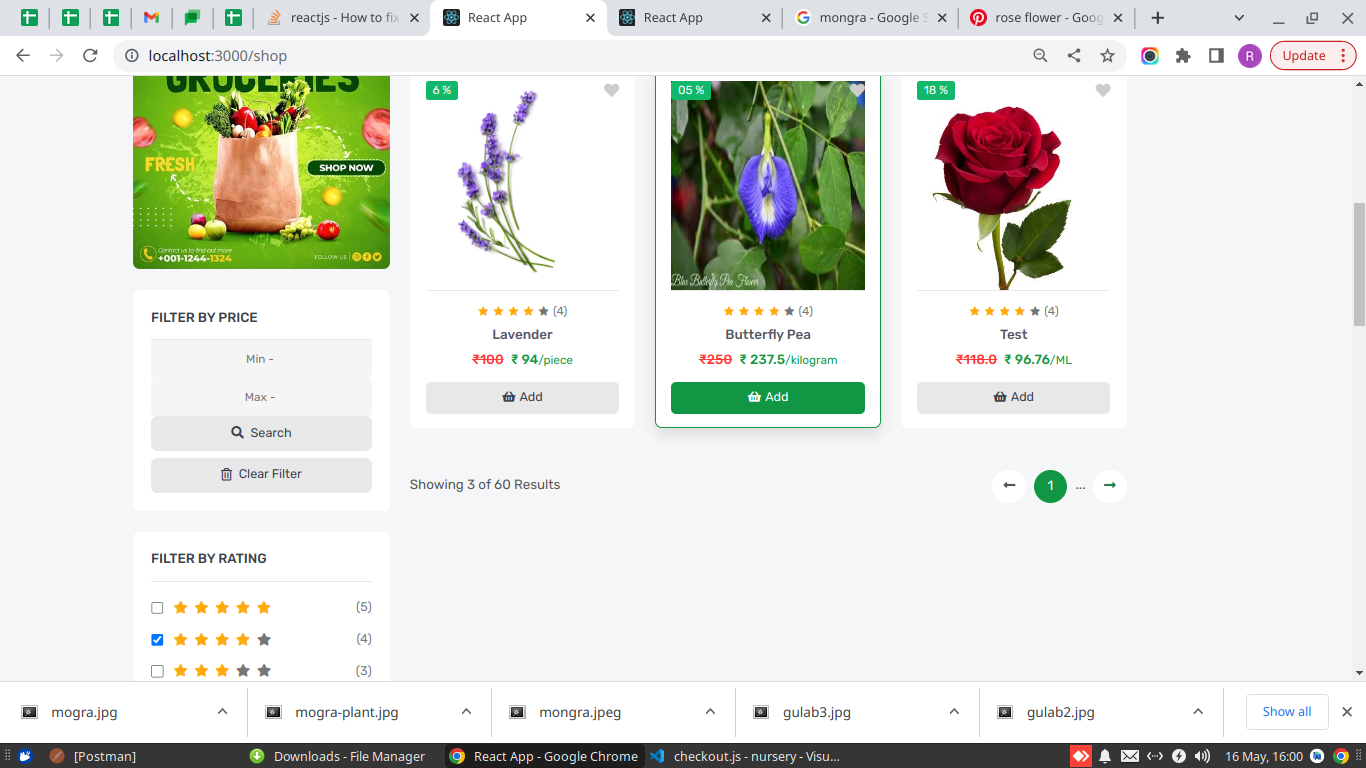 reactjs - How to fix
React App
React App
mongra - Google S
rose flower - Goog
localhost:3000/shop
R
Update
GROCERIES
FRESH
SHOP NOW
Contact us to find out more
+001-1244-1324
FOLLOW US
6 %
05 %
18 %
Blue Butterfly Pea Flower
(4)
(4)
(4)
Lavender
Butterfly Pea
Test
₹100 ₹ 94/piece
₹250 ₹ 237.5/kilogram
₹118.0 ₹ 96.76/ML
Add
Add
Add
FILTER BY PRICE
Min -
Max -
Search
Clear Filter
Showing 3 of 60 Results
1
...
FILTER BY RATING
(5)
(4)
(3)
mogra.jpg
mogra-plant.jpg
mongra.jpeg
gulab3.jpg
gulab2.jpg
Show all
[Postman]
Downloads - File Manager
React App - Google Chrome
checkout.js - nursery - Visu...
16 May, 16:00